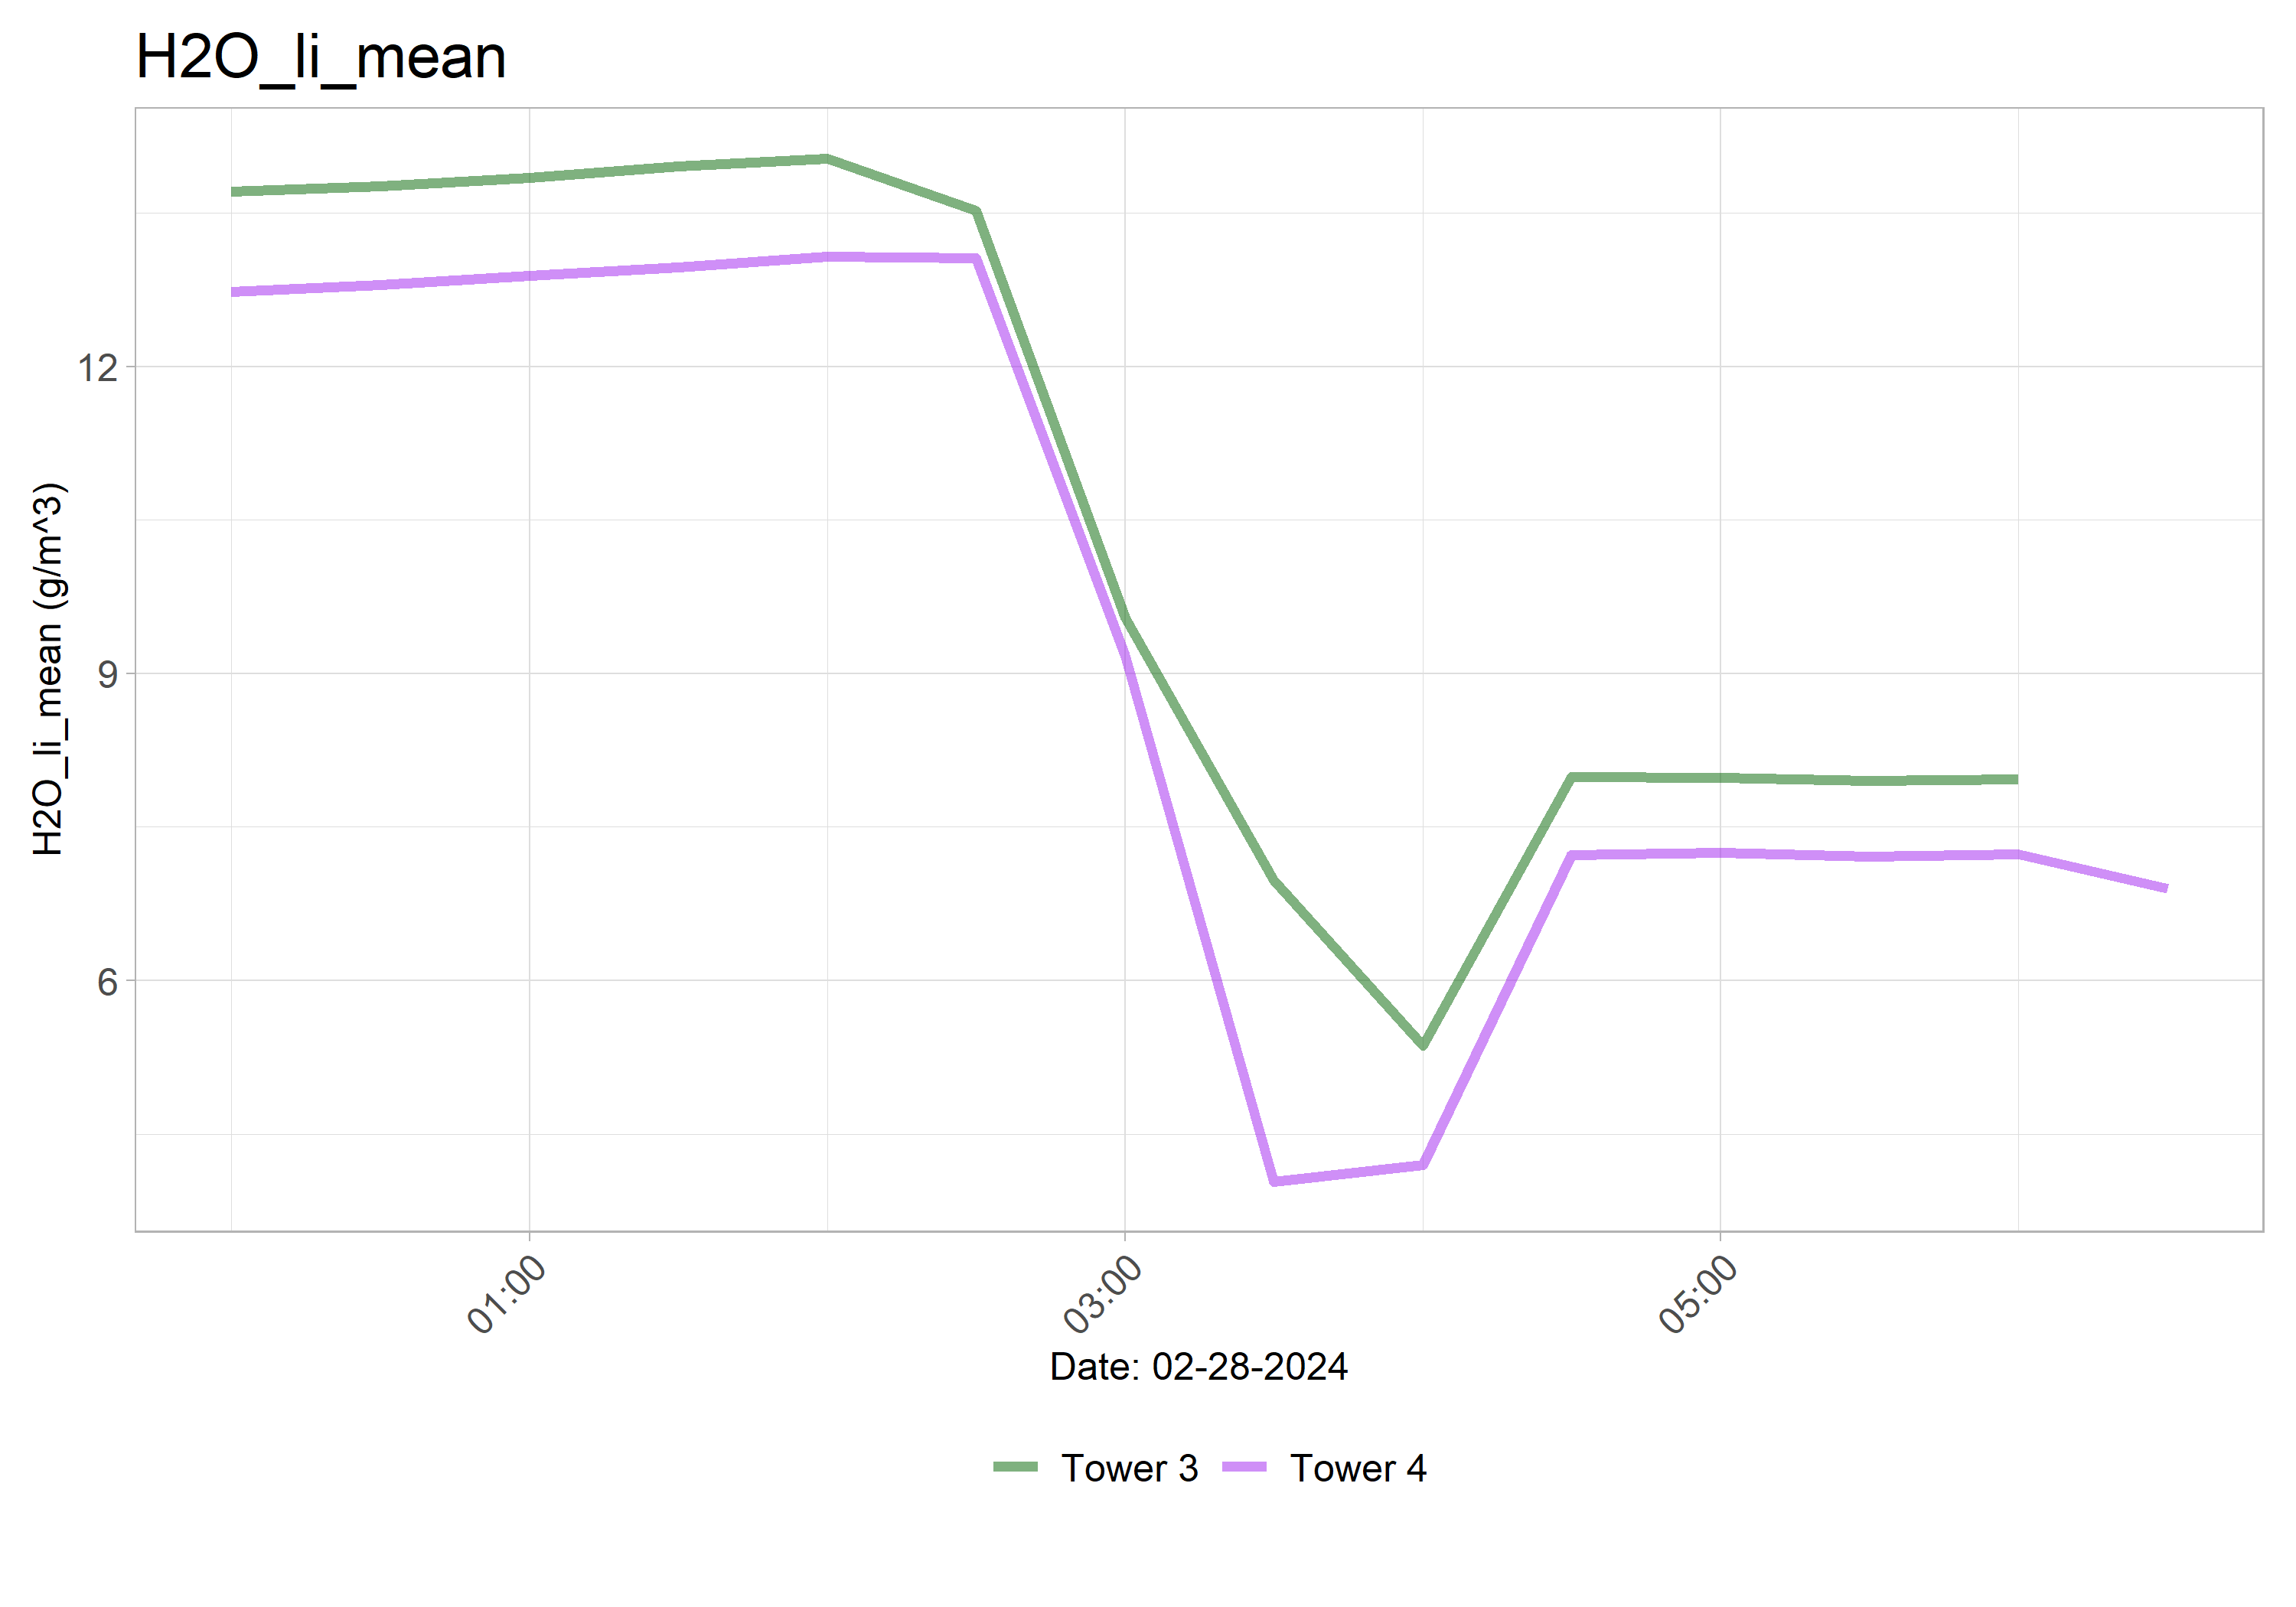 H2O_li_mean
H2O_li_mean (g/m^3)
12
9
6
01:00
03:00
05:00
Date: 02-28-2024
Tower 3
Tower 4